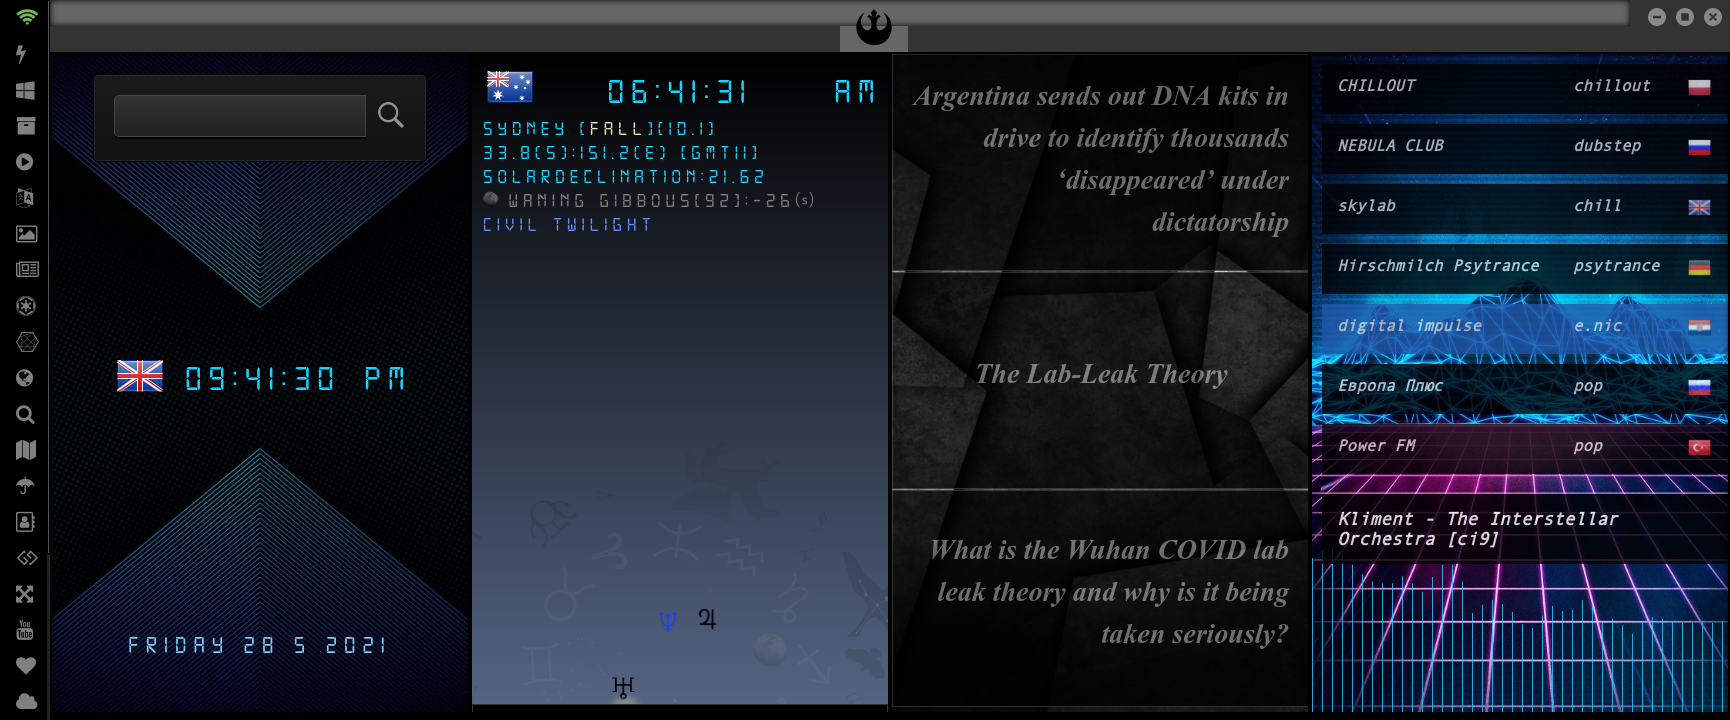 09:41:30 PM
FRIDAY 28 5 2021
06:41:31 AM
SYDNEY [FALL][10.1]
33.8(S):151.2(E) [GMT11]
SOLARDECLINATION:21.62
WANING GIBBOUS[92]:-26(s)
CIVIL TWILIGHT
Argentina sends out DNA kits in
drive to identify thousands
‘disappeared’ under
dictatorship
The Lab-Leak Theory
What is the Wuhan COVID lab
leak theory and why is it being
taken seriously?
CHILLOUT chillout
NEBULA CLUB dubstep
skylab chill
Hirschmilch Psytrance psytrance
digital impulse e.nic
Европа Плюс pop
Power FM pop
Kliment - The Interstellar
Orchestra [ci9]
You
Tube